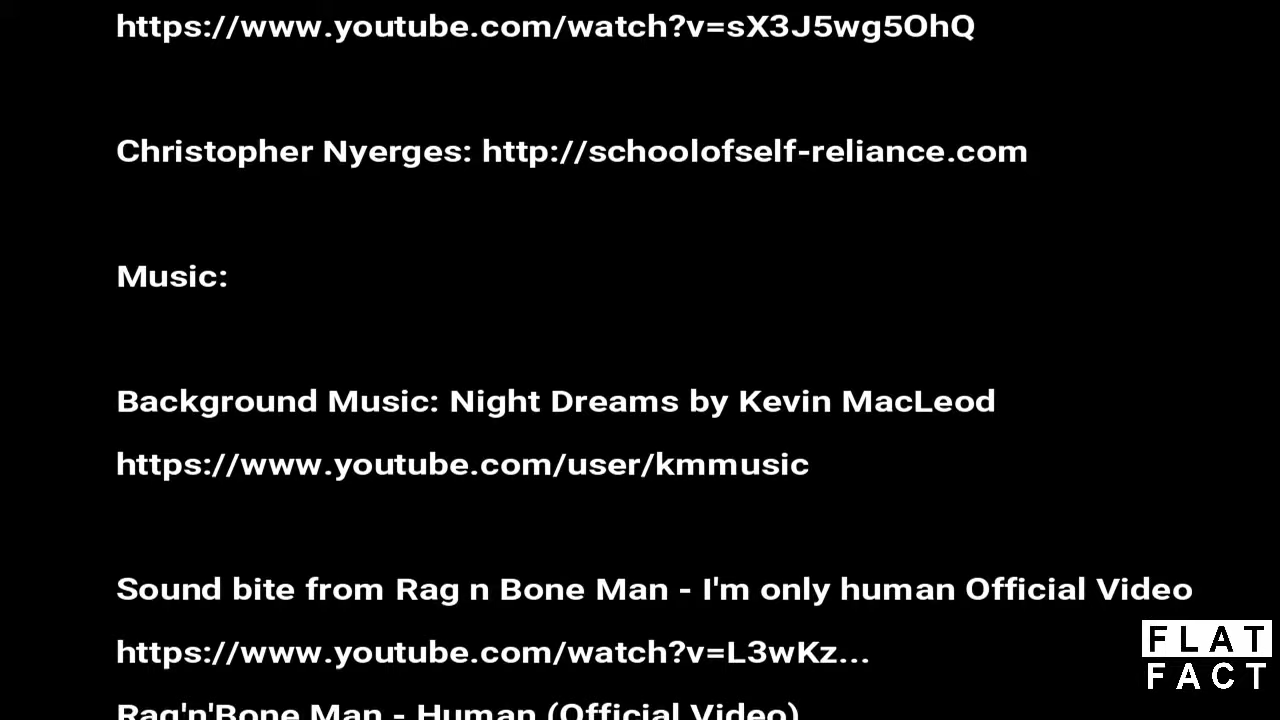 https://www.youtube.com/watch?v=sX3J5wg5OhQ
Christopher Nyerges: http://schoolofself-reliance.com
Music:
Background Music: Night Dreams by Kevin MacLeod
https://www.youtube.com/user/kmmusic
Sound bite from Rag n Bone Man - I'm only human Official Video
https://www.youtube.com/watch?v=L3wKz...
Rag'n'Bone Man - Human (Official Video)
FLAT
FACT